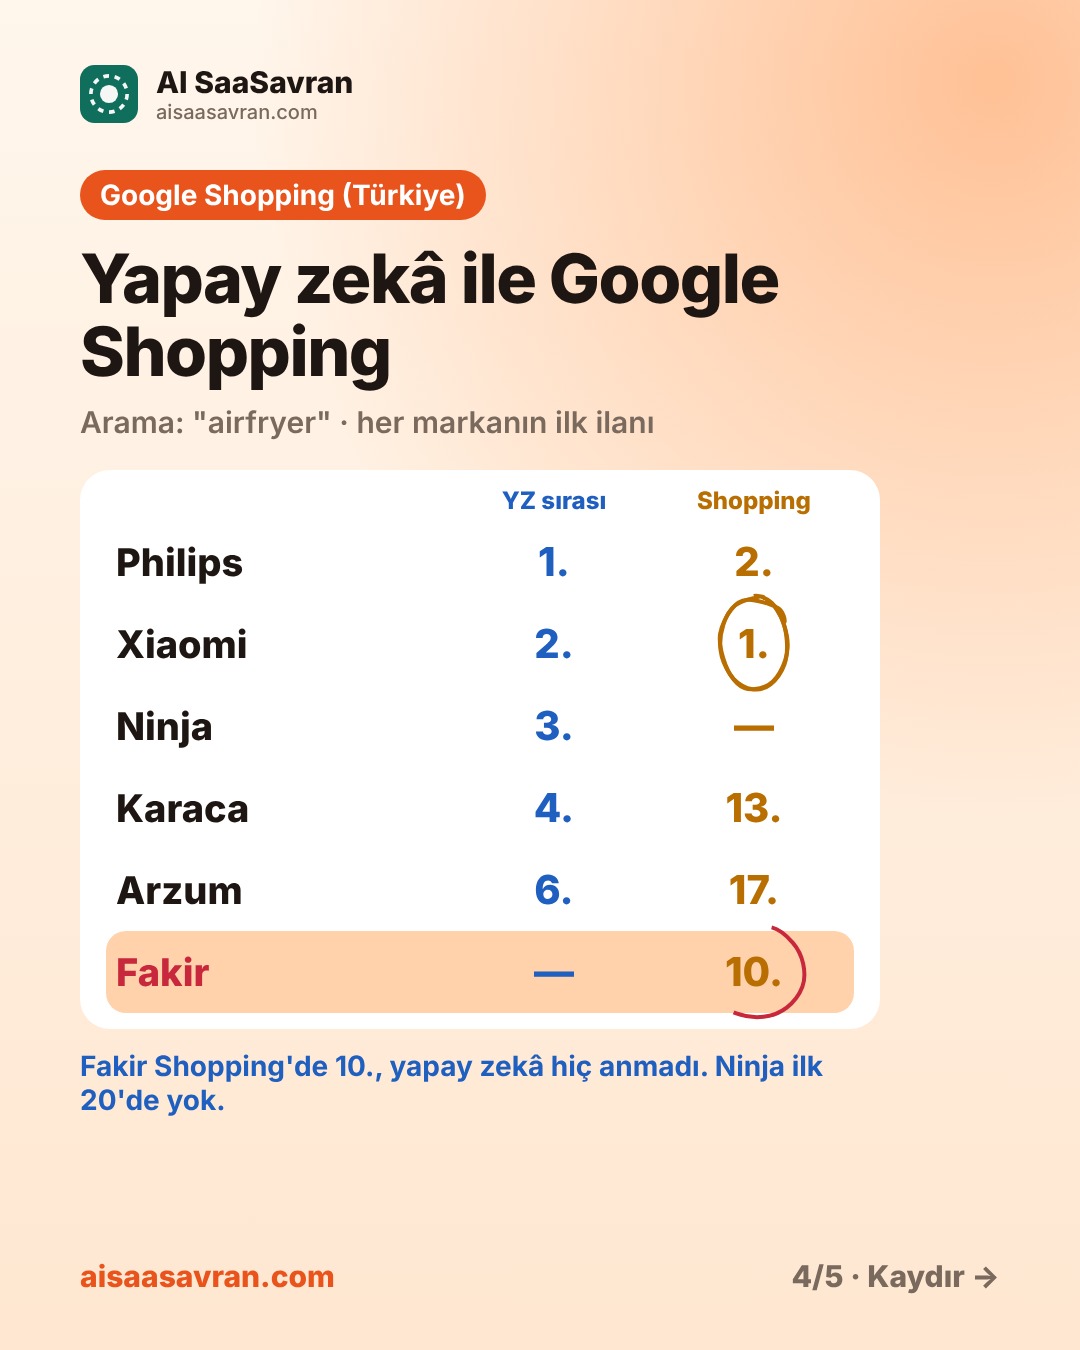 AI SaaSavran
aisaasavran.com
Google Shopping (Türkiye)
Yapay zekâ ile Google
Shopping
Arama: "airfryer" · her markanın ilk ilanı
YZ sırası Shopping
Philips 1. 2.
Xiaomi 2. 1.
Ninja 3. —
Karaca 4. 13.
Arzum 6. 17.
Fakir — 10.
Fakir Shopping'de 10., yapay zekâ hiç anmadı. Ninja ilk
20'de yok.
aisaasavran.com 4/5 · Kaydır →